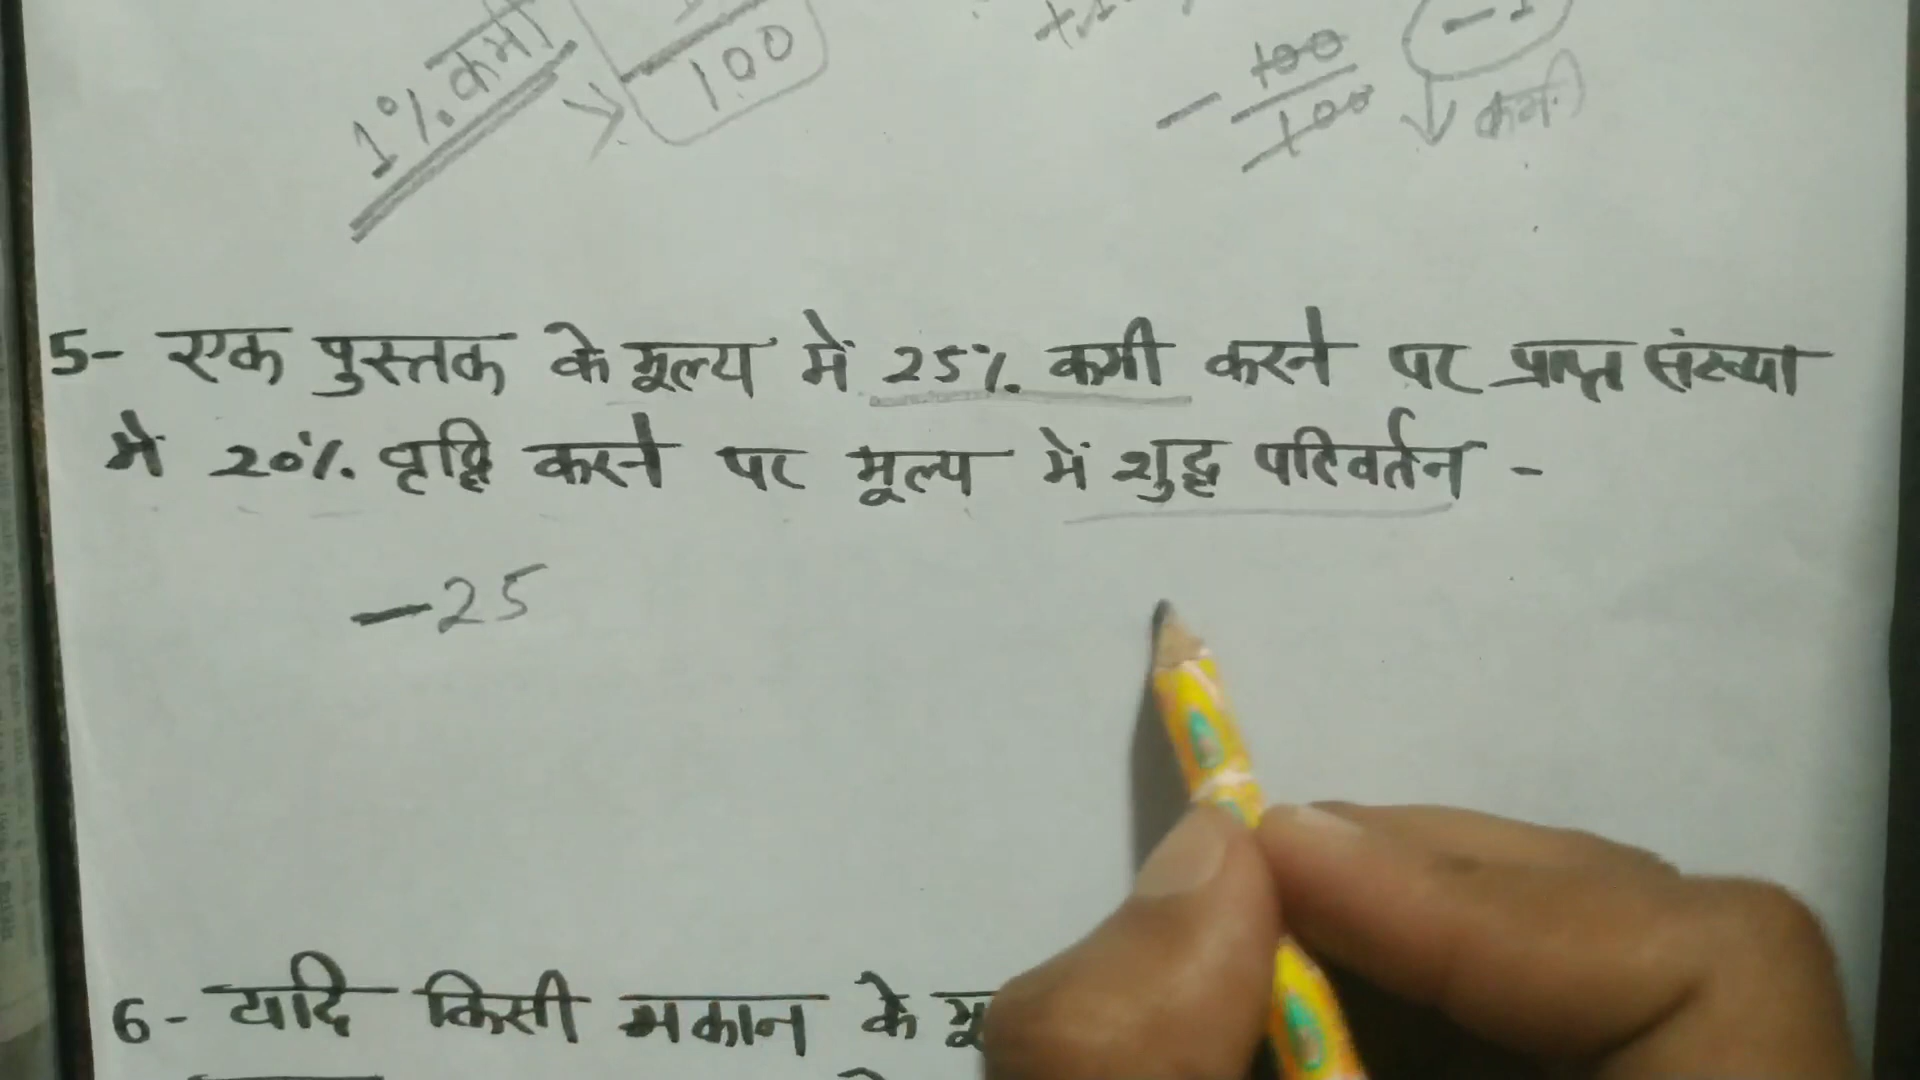 1% कमी
100
- 100
100
- 1
कमी
5- एक पुस्तक के मूल्य में 25% कमी करने पर प्राप्त संख्या
मे 20% वृद्धि करने पर मूल्य में शुद्ध परिवर्तन -
-25
6- यदि किसी मकान के